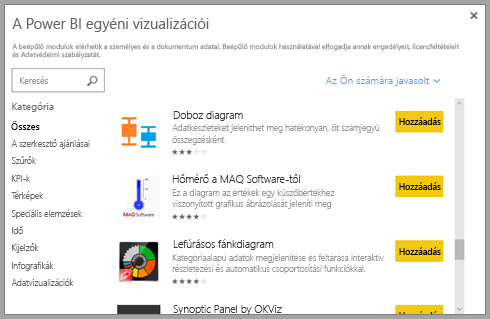 A Power BI egyéni vizualizációi
A beépülő modulok elérhetik a személyes és a dokumentum adatai. Beépülő modulok használatával elfogadja annak engedélyeit, licencfeltételeit
és Adatvédelmi szabályzatát.
Keresés
Az Ön számára javasolt
Kategória
Összes
A szerkesztő ajánlásai
Szűrők
KPI-k
Térképek
Speciális elemzések
Idő
Kijelzők
Infografikák
Adatvizualizációk
Doboz diagram
Adatkészleteket jeleníthet meg hatékonyan, öt számjegyű
összegzésként.
Hozzáadás
MAQSoftware
Hőmérő a MAQ Software-től
Ez a diagram az értékek egy küszöbértékhez
viszonyított grafikus ábrázolását jeleníti meg
Hozzáadás
Lefúrásos fánkdiagram
Kategóriaalapú adatok megjelenítése és feltárása interaktív
részletezési és automatikus csoportosítási funkciókkal.
Hozzáadás
Synoptic Panel by OKViz